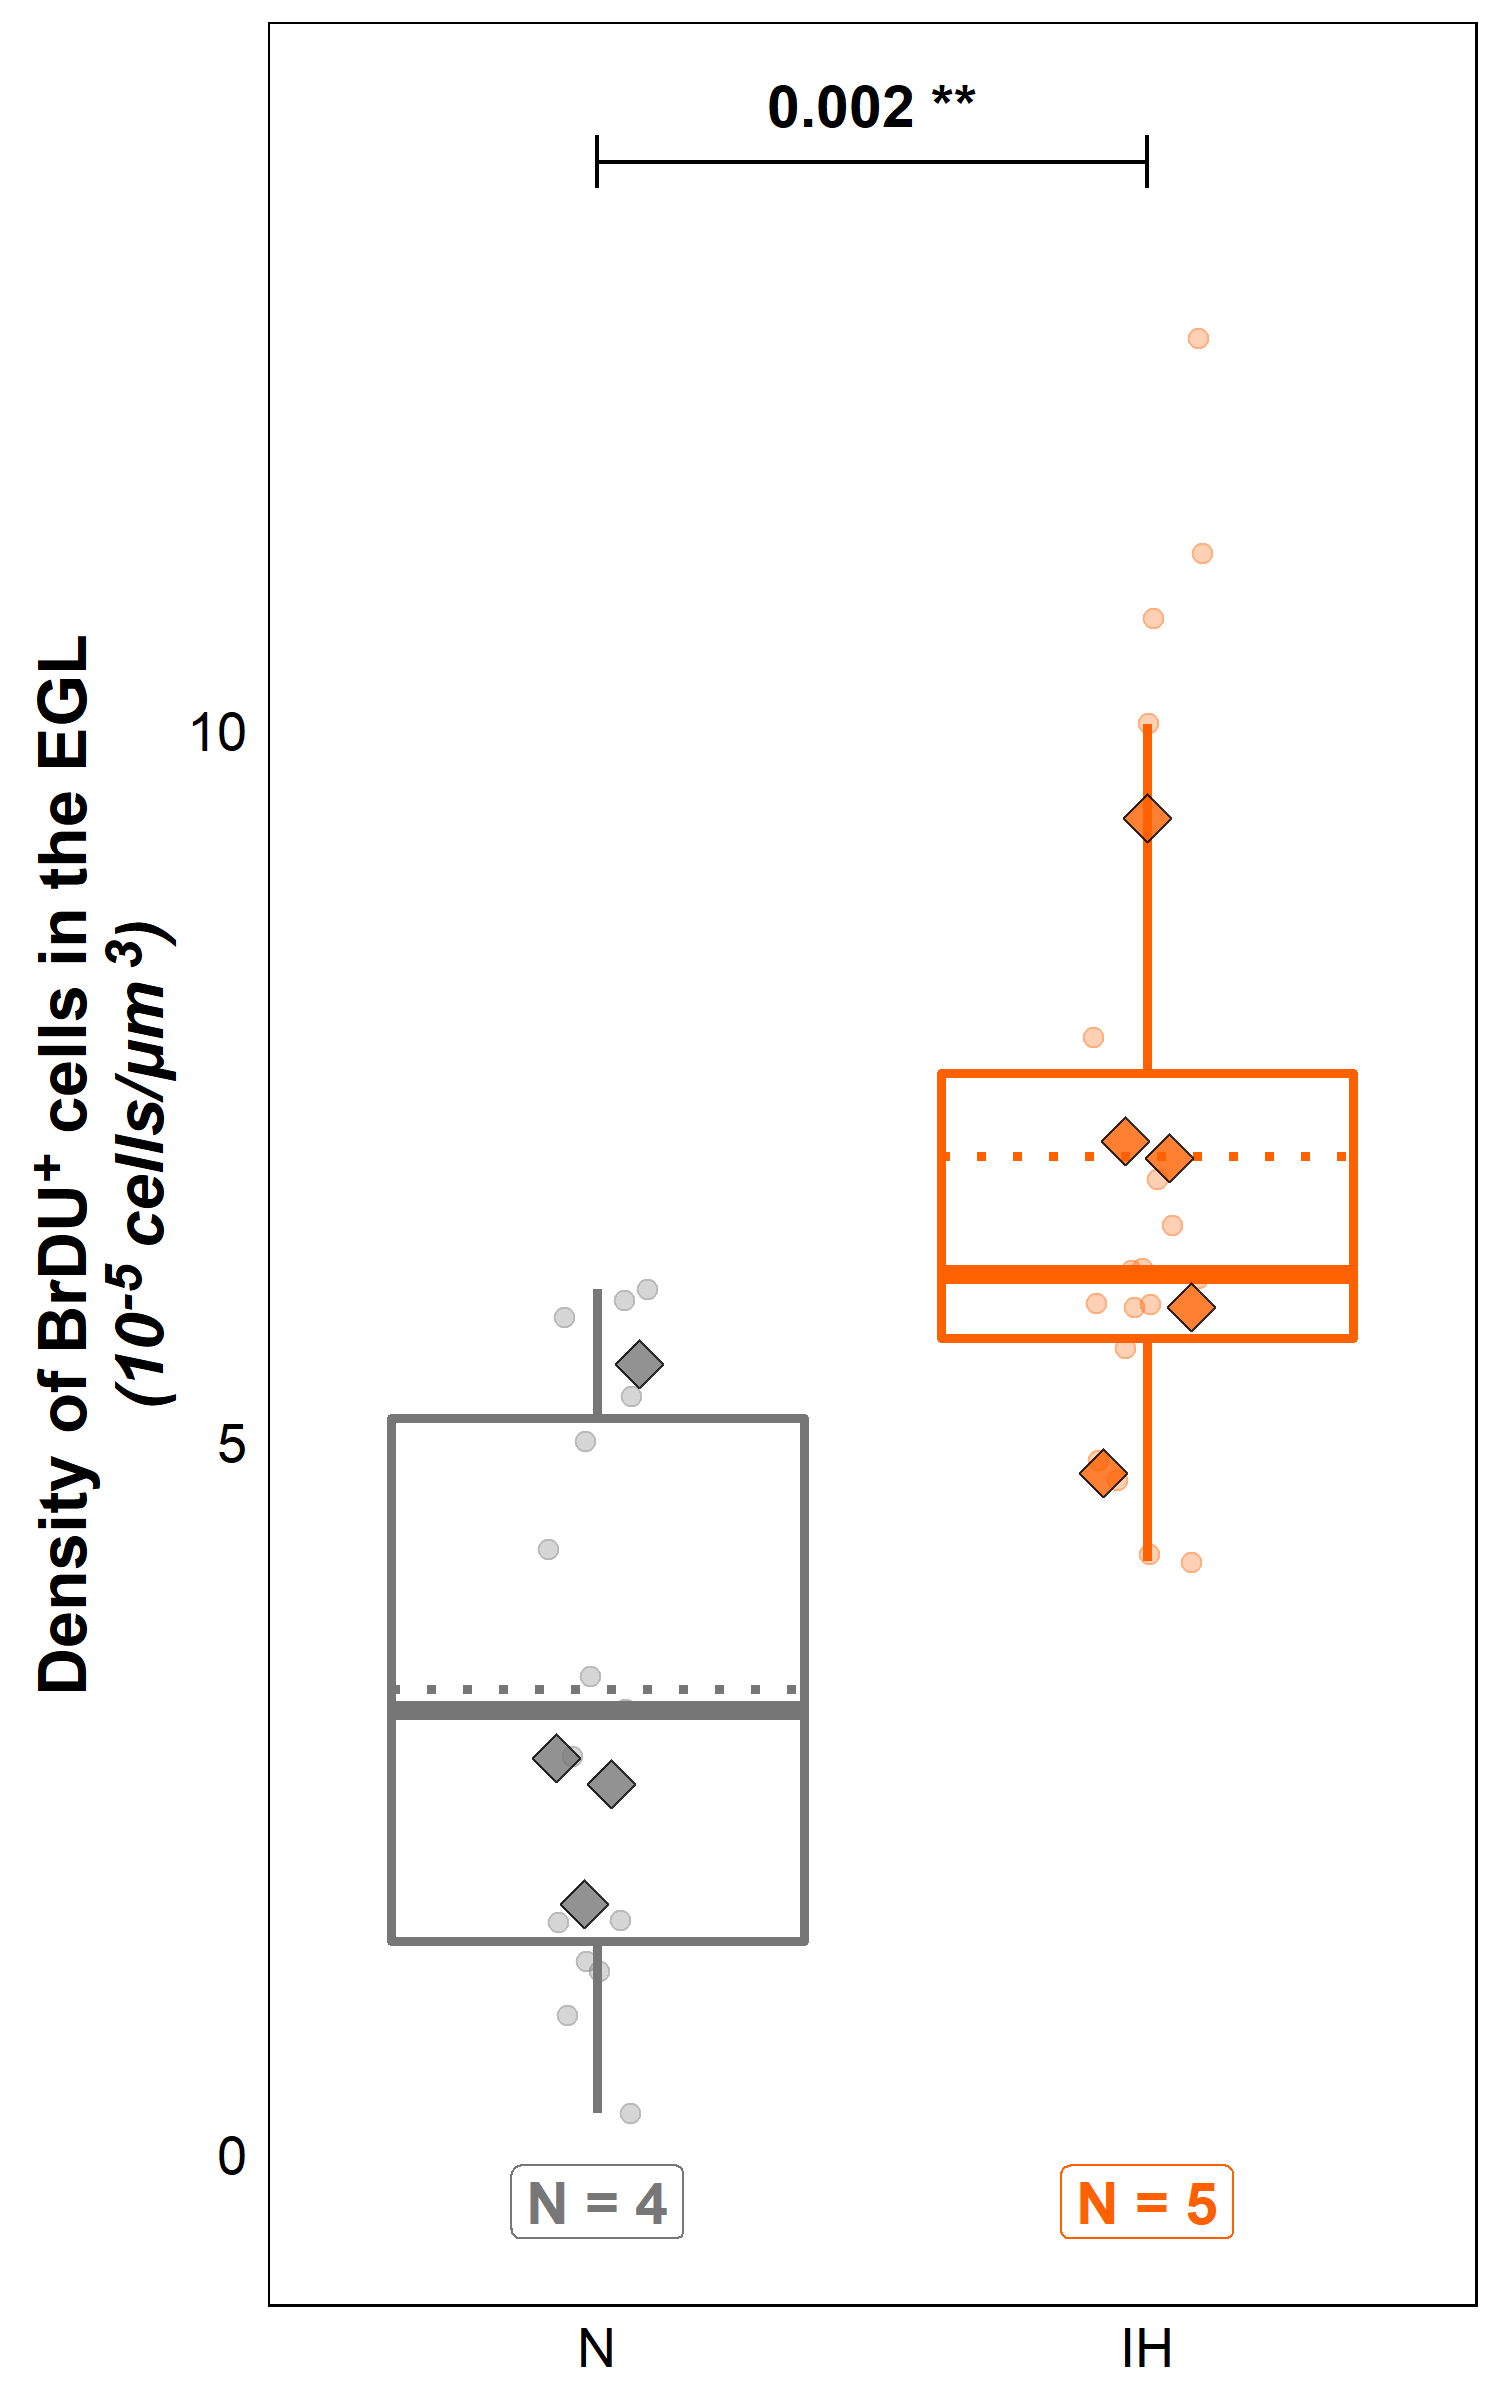 0.002 **
Density of BrDU⁺ cells in the EGL
(10⁻⁵ cells/µm ³)
10
5
0
N = 4
N = 5
N
IH